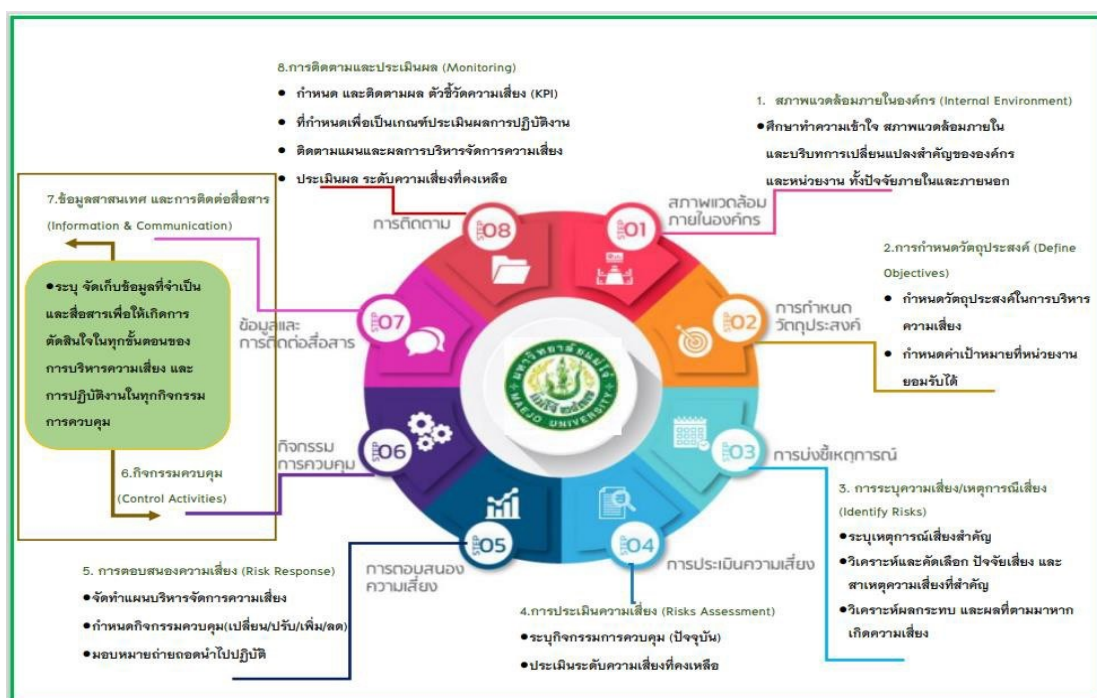 8.การติดตามและประเมินผล (Monitoring)
● กำหนด และติดตามผล ตัวชี้วัดความเสี่ยง (KPI)
● ที่กำหนดเพื่อเป็นเกณฑ์ประเมินผลการปฏิบัติงาน
● ติดตามแผนและผลการบริหารจัดการความเสี่ยง
● ประเมินผล ระดับความเสี่ยงที่คงเหลือ
1. สภาพแวดล้อมภายในองค์กร (Internal Environment)
●ศึกษาทำความเข้าใจ สภาพแวดล้อมภายใน
และบริบทการเปลี่ยนแปลงสำคัญขององค์กร
และหน่วยงาน ทั้งปัจจัยภายในและภายนอก
7.ข้อมูลสาสนเทศ และการติดต่อสื่อสาร
(Information & Communication)
●ระบุ จัดเก็บข้อมูลที่จำเป็น
และสื่อสารเพื่อให้เกิดการ
ตัดสินใจในทุกขั้นตอนของ
การบริหารความเสี่ยง และ
การปฏิบัติงานในทุกกิจกรรม
การควบคุม
6.กิจกรรมควบคุม
(Control Activities)
2.การกำหนดวัตถุประสงค์ (Define
Objectives)
● กำหนดวัตถุประสงค์ในการบริหาร
ความเสี่ยง
● กำหนดค่าเป้าหมายที่หน่วยงาน
ยอมรับได้
การติดตาม
STEP 08
STEP 01
สภาพแวดล้อม
ภายในองค์กร
ข้อมูลและ
การติดต่อสื่อสาร
STEP 07
STEP 02
การกำหนด
วัตถุประสงค์
มหาวิทยาลัยแม่โจ้
MAEJO UNIVERSITY
กิจกรรม
การควบคุม
STEP 06
STEP 03
การบ่งชี้เหตุการณ์
การตอบสนอง
ความเสี่ยง
STEP 05
STEP 04
การประเมินความเสี่ยง
3. การระบุความเสี่ยง/เหตุการณ์เสี่ยง
(Identify Risks)
●ระบุเหตุการณ์เสี่ยงสำคัญ
●วิเคราะห์และคัดเลือก ปัจจัยเสี่ยง และ
สาเหตุความเสี่ยงที่สำคัญ
●วิเคราะห์ผลกระทบ และผลที่ตามมาหาก
เกิดความเสี่ยง
5. การตอบสนองความเสี่ยง (Risk Response)
●จัดทำแผนบริหารจัดการความเสี่ยง
●กำหนดกิจกรรมควบคุม(เปลี่ยน/ปรับ/เพิ่ม/ลด)
●มอบหมายถ่ายถอดนำไปปฏิบัติ
4.การประเมินความเสี่ยง (Risks Assessment)
●ระบุกิจกรรมการควบคุม (ปัจจุบัน)
●ประเมินระดับความเสี่ยงที่คงเหลือ